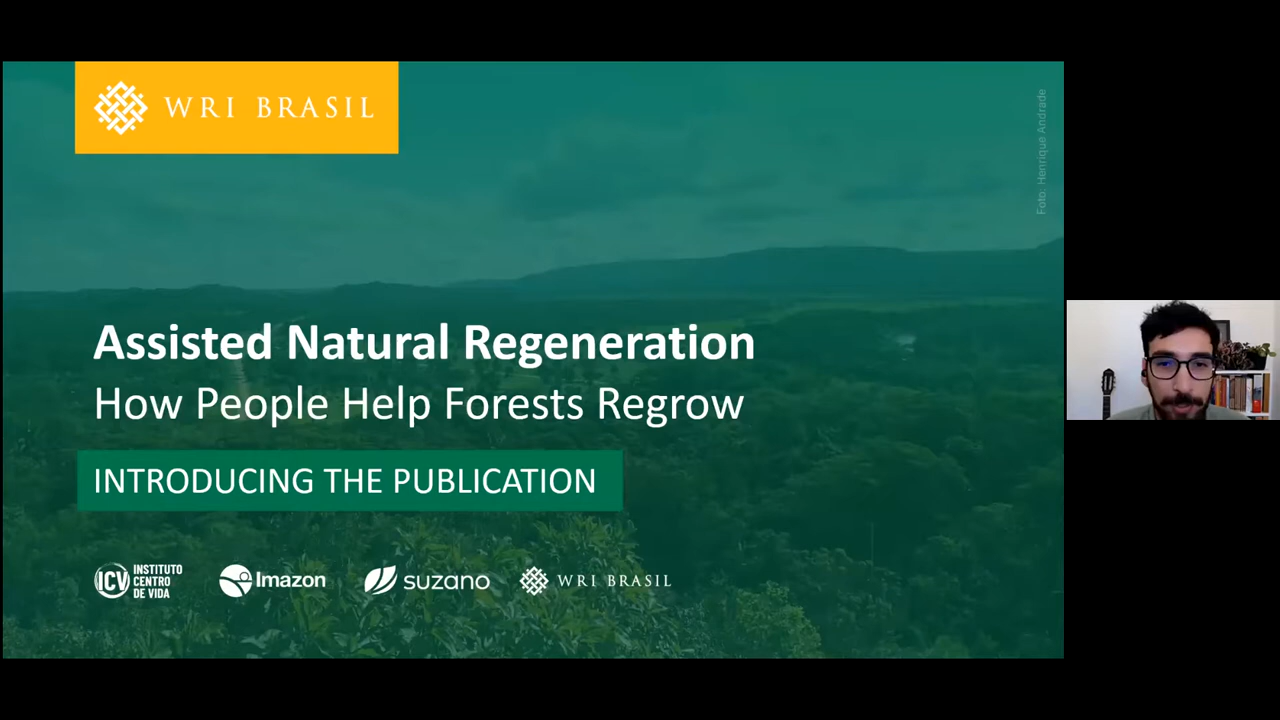 WRI BRASIL
Foto: Henrique Andrade
Assisted Natural Regeneration
How People Help Forests Regrow
INTRODUCING THE PUBLICATION
ICV INSTITUTO
CENTRO
DE VIDA
Imazon
suzano
WRI BRASIL